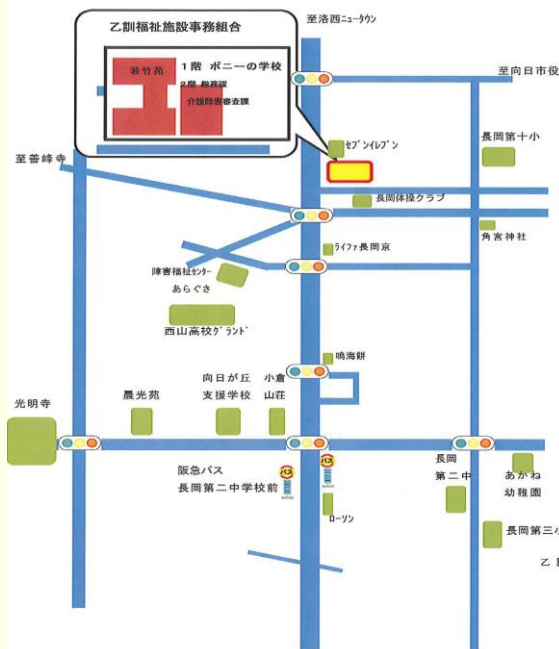 乙訓福祉施設事務組合
至洛西ニュータウン
若竹苑
1階 ポニーの学校
2階 総務課
介護障害審査課
至向日市役
ｾﾌﾞﾝｲﾚﾌﾞﾝ
長岡第十小
至善峰寺
長岡体操クラブ
角宮神社
ﾗｲﾌｧ長岡京
障害福祉ｾﾝﾀｰ
あらぐさ
西山高校ｸﾞﾗﾝﾄﾞ
鳴海餅
光明寺
晨光苑
向日が丘
支援学校
小倉
山荘
阪急バス
長岡第二中学校前
バス
バス
ﾛｰｿﾝ
長岡
第二中
あかね
幼稚園
長岡第三小
乙